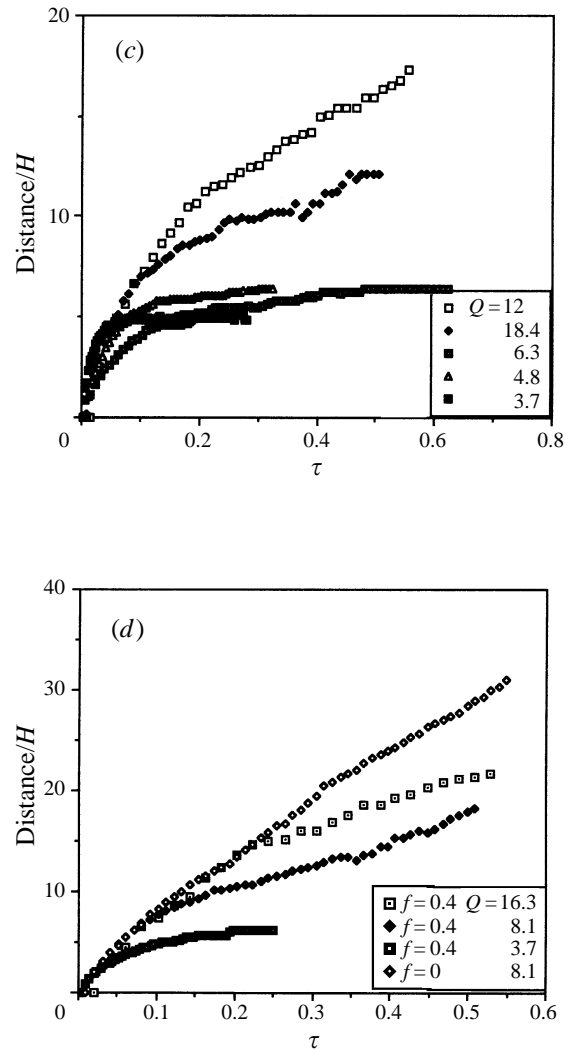 20
(c)
10
Distance/H
0
0.2
0.4
0.6
0.8
τ
Q = 12
18.4
6.3
4.8
3.7
40
(d)
30
20
10
Distance/H
0
0.1
0.2
0.3
0.4
0.5
0.6
τ
f = 0.4 Q = 16.3
f = 0.4 8.1
f = 0.4 3.7
f = 0 8.1